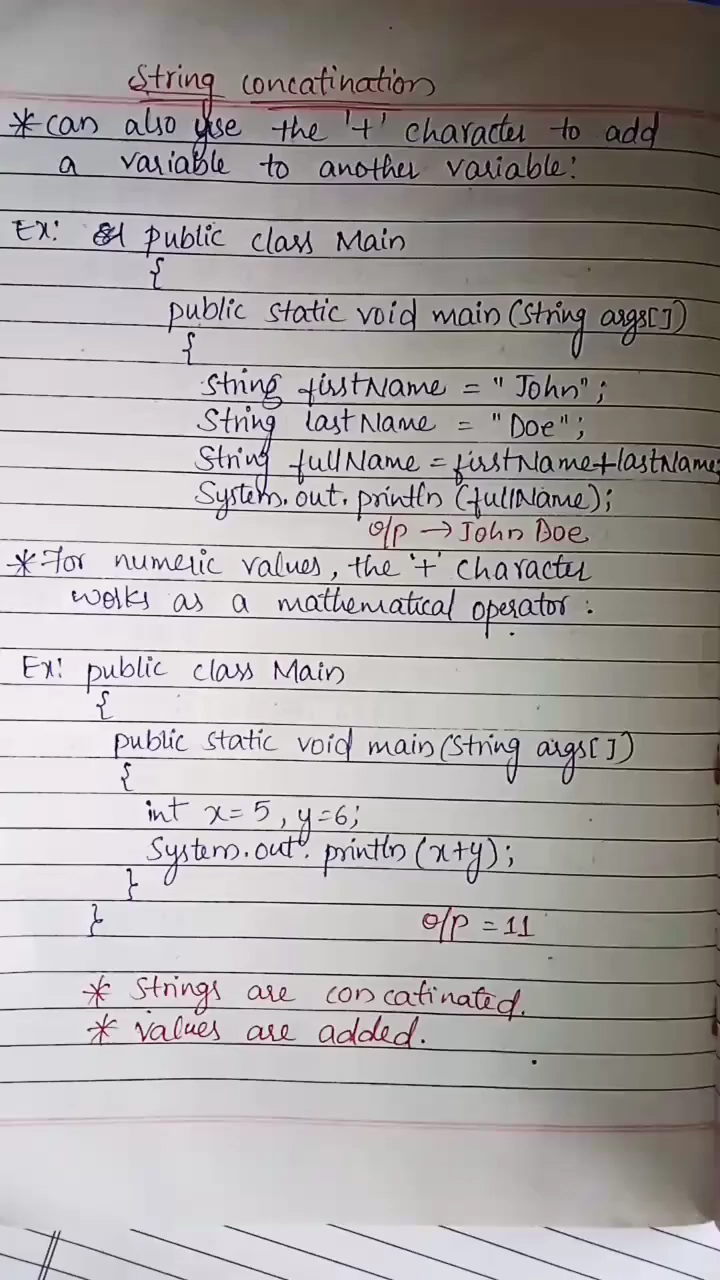 String concatination
* can also use the '+' character to add
a variable to another variable:
Ex: public class Main
{
public static void main (String args[])
{
String firstName = "John";
String lastName = "Doe";
String fullName = firstName+lastName;
System.out.println (fullName);
o/p → John Doe
* For numeric values, the '+' character
works as a mathematical operator:
Ex: public class Main
{
public static void main (String args[])
{
int x=5, y=6;
System.out.println (x+y);
}
}
o/p = 11
* Strings are concatinated.
* values are added.